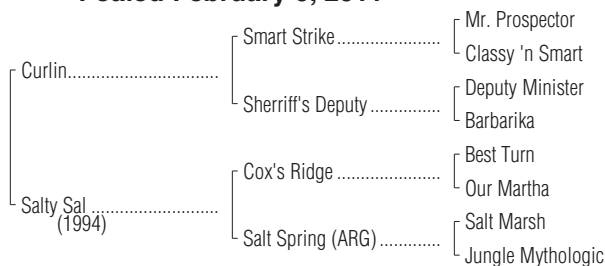 Mr. Prospector
Smart Strike
Classy 'n Smart
Curlin
Deputy Minister
Sherriff's Deputy
Barbarika
Best Turn
Cox's Ridge
Our Martha
Salty Sal
(1994)
Salt Marsh
Salt Spring (ARG)
Jungle Mythologic